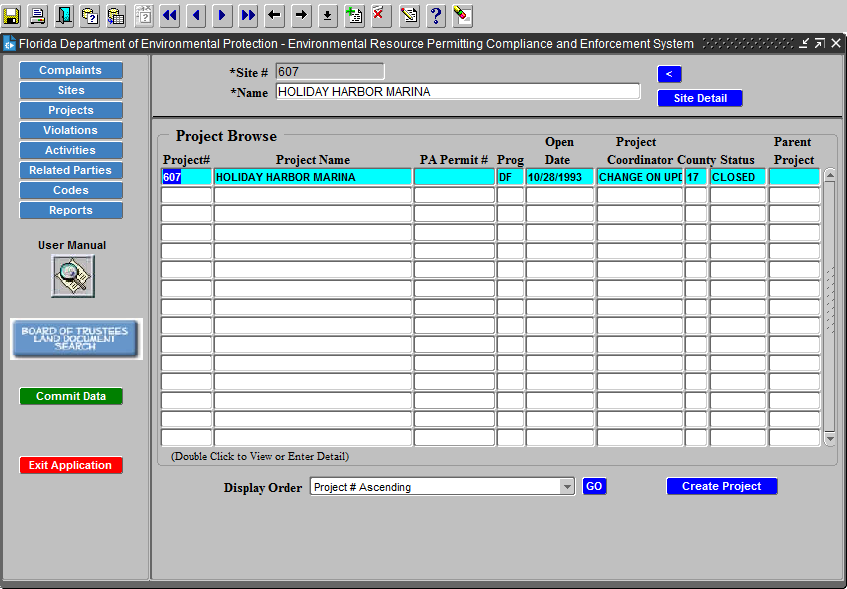 Florida Department of Environmental Protection - Environmental Resource Permitting Compliance and Enforcement System
Complaints
Sites
Projects
Violations
Activities
Related Parties
Codes
Reports
User Manual
BOARD OF TRUSTEES
LAND DOCUMENT
SEARCH
Commit Data
Exit Application
*Site # 607 <
*Name HOLIDAY HARBOR MARINA Site Detail
Project Browse
Open Project Parent
Project# Project Name PA Permit # Prog Date Coordinator County Status Project
607 HOLIDAY HARBOR MARINA DF 10/28/1993 CHANGE ON UPD 17 CLOSED
(Double Click to View or Enter Detail)
Display Order Project # Ascending GO Create Project